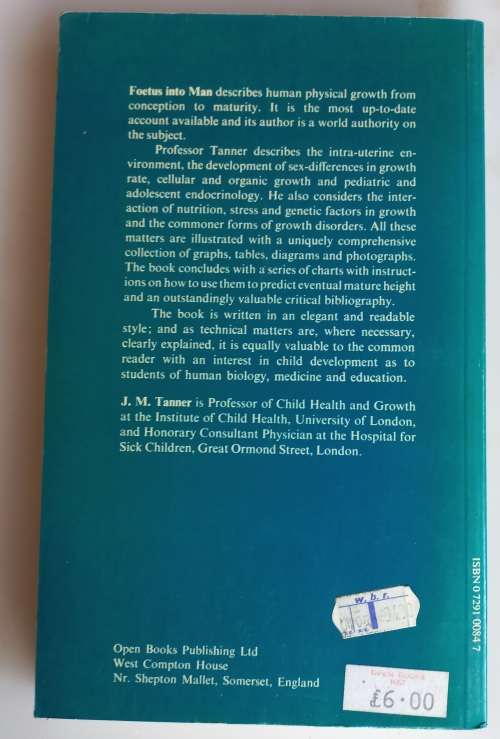 Foetus into Man describes human physical growth from
conception to maturity. It is the most up-to-date
account available and its author is a world authority on
the subject.
Professor Tanner describes the intra-uterine en-
vironment, the development of sex-differences in growth
rate, cellular and organic growth and pediatric and
adolescent endocrinology. He also considers the inter-
action of nutrition, stress and genetic factors in growth
and the commoner forms of growth disorders. All these
matters are illustrated with a uniquely comprehensive
collection of graphs, tables, diagrams and photographs.
The book concludes with a series of charts with instruct-
ions on how to use them to predict eventual mature height
and an outstandingly valuable critical bibliography.
The book is written in an elegant and readable
style; and as technical matters are, where necessary,
clearly explained, it is equally valuable to the common
reader with an interest in child development as to
students of human biology, medicine and education.
J. M. Tanner is Professor of Child Health and Growth
at the Institute of Child Health, University of London,
and Honorary Consultant Physician at the Hospital for
Sick Children, Great Ormond Street, London.
ISBN 0 7291 0084 7
w.h.s.
T
Open Books Publishing Ltd
West Compton House
Nr. Shepton Mallet, Somerset, England
£6·00